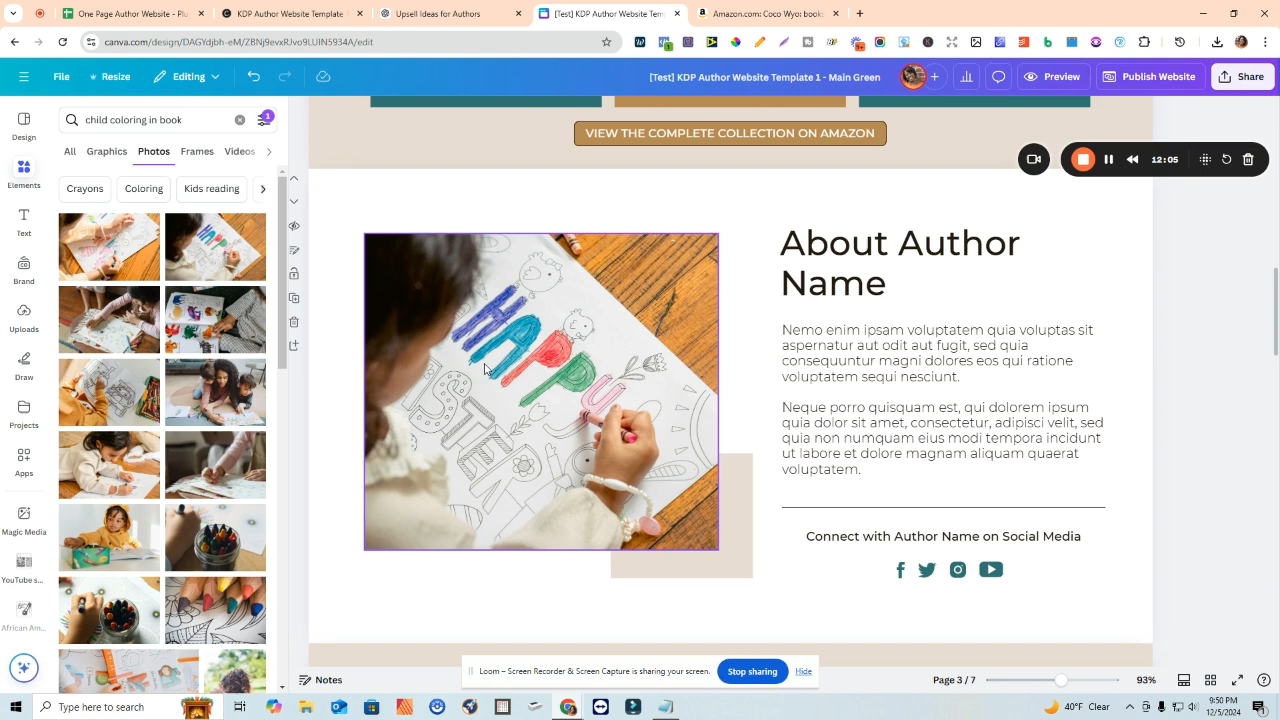 One Page Author Website - Plu
KDP Author Website Template
Upsell Ideas for Authors
[Test] KDP Author Website Tem
Amazon.com: Coco Wyo: book
canva.com/design/DAGYdjbh-eM/ZBNj9evxRJvo9LUIN5934A/edit
File
Resize
Editing
[Test] KDP Author Website Template 1 - Main Green
Preview
Publish Website
Share
child coloring in book
1
All
Graphics
Photos
Frames
Videos
Crayons
Coloring
Kids reading
Design
Elements
Text
Brand
Uploads
Draw
Projects
Apps
Magic Media
YouTube s...
African Am...
VIEW THE COMPLETE COLLECTION ON AMAZON
12:05
HAPPY
EASTER
About Author
Name
Nemo enim ipsam voluptatem quia voluptas sit
aspernatur aut odit aut fugit, sed quia
consequuntur magni dolores eos qui ratione
voluptatem sequi nesciunt.
Neque porro quisquam est, qui dolorem ipsum
quia dolor sit amet, consectetur, adipisci velit, sed
quia non numquam eius modi tempora incidunt
ut labore et dolore magnam aliquam quaerat
voluptatem.
Connect with Author Name on Social Media
Loom – Screen Recorder & Screen Capture is sharing your screen.
Stop sharing
Hide
Notes
Page 3 / 7
93%
Type here to search
40°F Clear
9:50 PM
12/5/2024